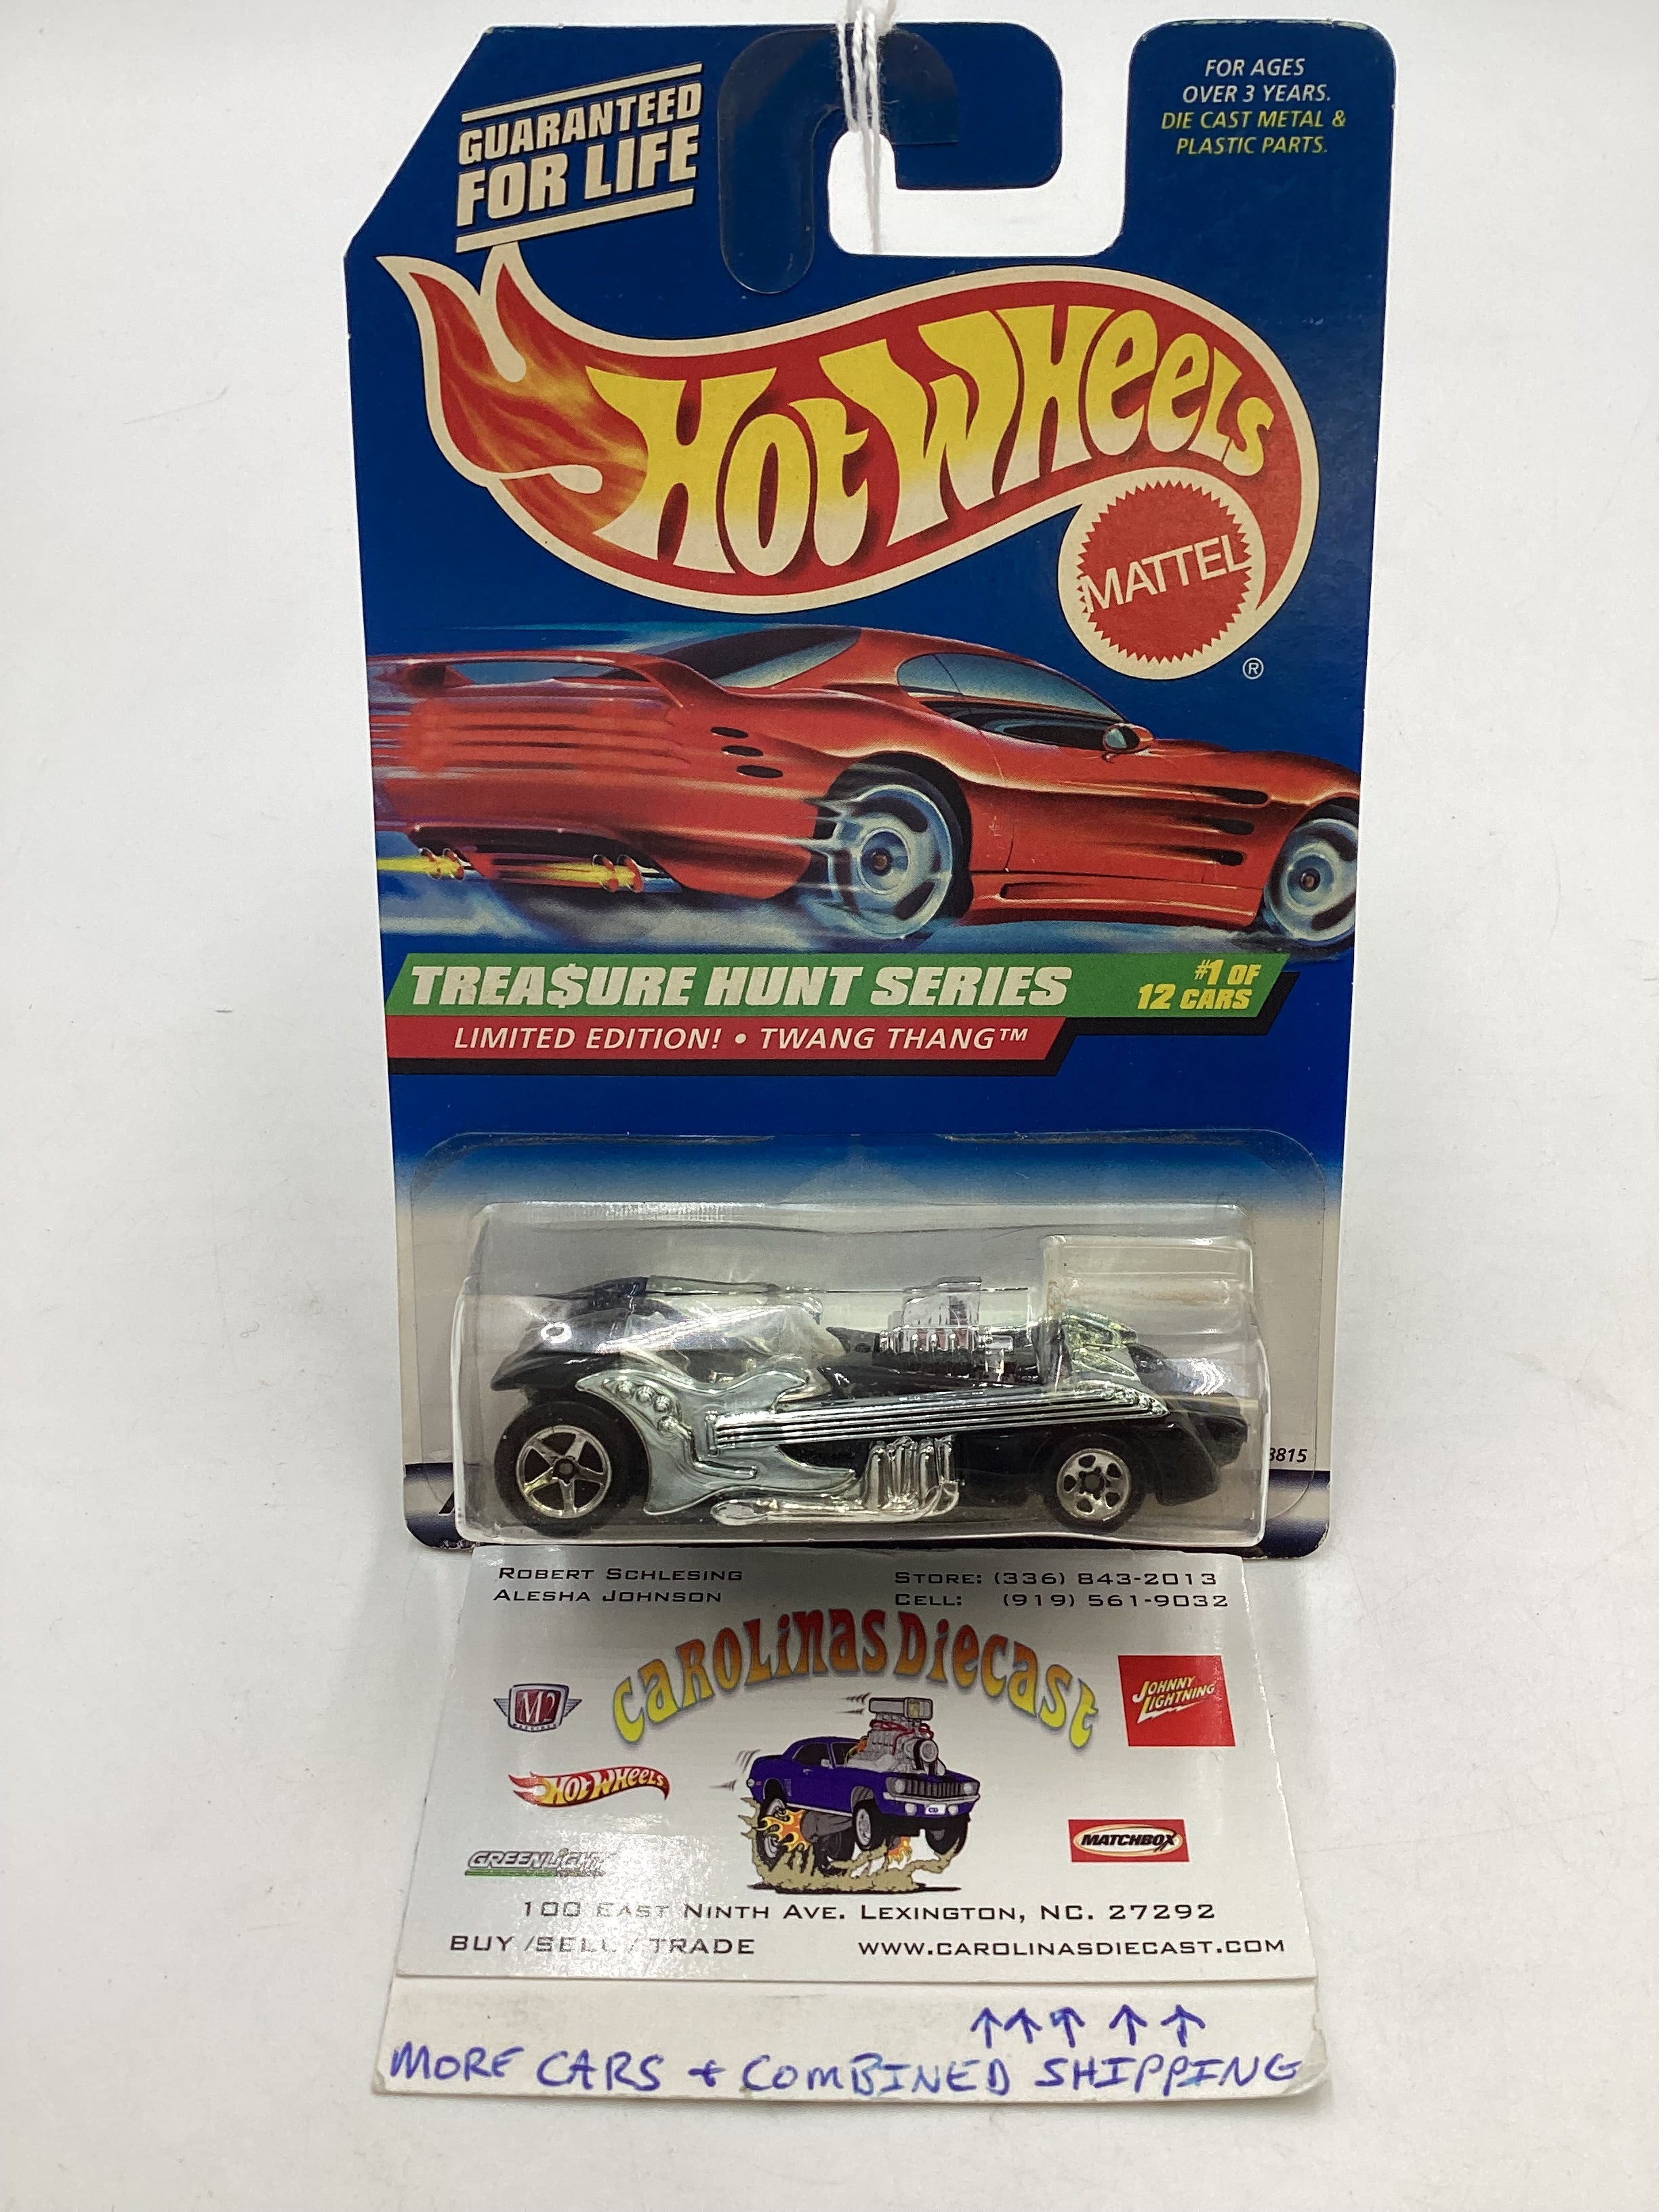 GUARANTEED
FOR LIFE
FOR AGES
OVER 3 YEARS.
DIE CAST METAL &
PLASTIC PARTS.
HOT WHEELS
MATTEL
®
TREA$URE HUNT SERIES
#1 OF
12 CARS
LIMITED EDITION! • TWANG THANG™
3815
ROBERT SCHLESING
ALESHA JOHNSON
STORE: (336) 843-2013
CELL: (919) 561-9032
CAROLINAS DIECAST
M2
JOHNNY
LIGHTNING
HOT WHEELS
MATCHBOX
GREENLIGHT
100 EAST NINTH AVE. LEXINGTON, NC. 27292
BUY /SELL / TRADE
WWW.CAROLINASDIECAST.COM
↑↑↑ ↑ ↑
MORE CARS + COMBINED SHIPPING